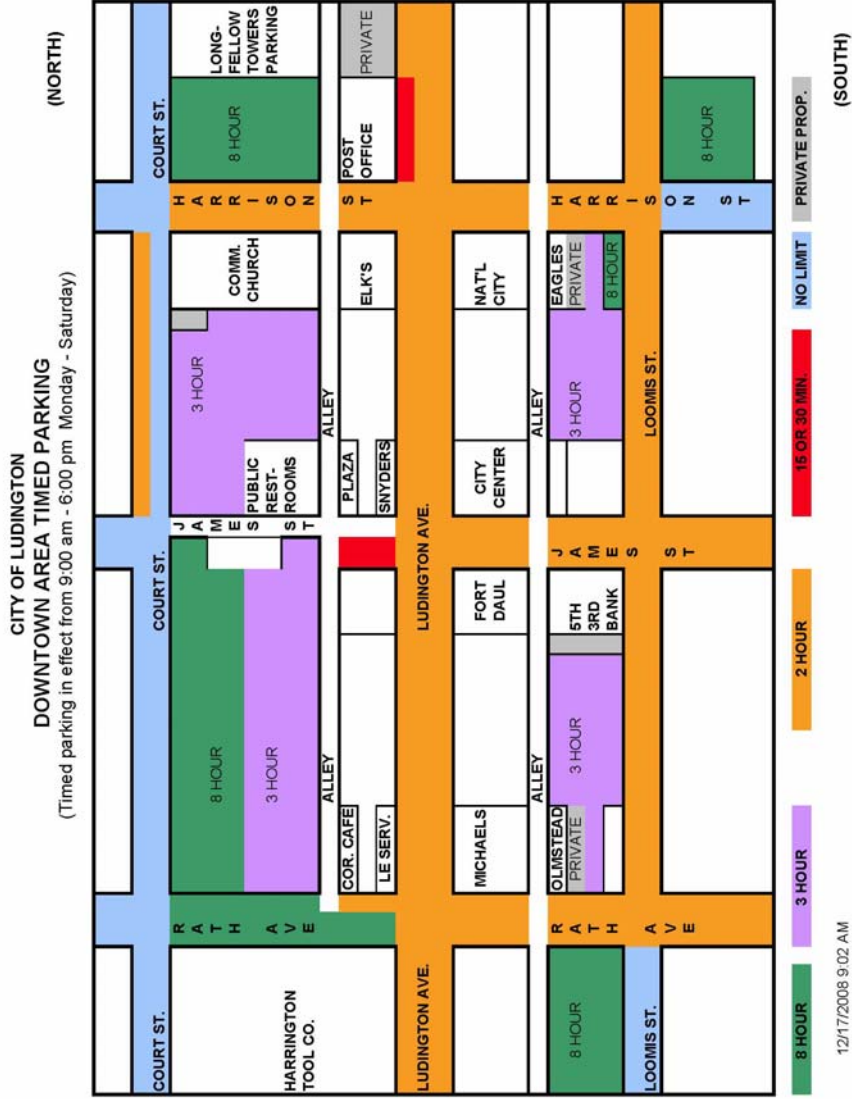 CITY OF LUDINGTON
DOWNTOWN AREA TIMED PARKING
(Timed parking in effect from 9:00 am - 6:00 pm Monday - Saturday)
(NORTH)
COURT ST.
COURT ST.
COURT ST.
HARRINGTON
TOOL CO.
RATH AVE
8 HOUR
3 HOUR
JAMES ST
3 HOUR
PUBLIC
REST-
ROOMS
COMM.
CHURCH
HARRISON ST
8 HOUR
LONG-
FELLOW
TOWERS
PARKING
ALLEY
ALLEY
COR. CAFE
LE SERV.
PLAZA
SNYDERS
ELK'S
POST
OFFICE
PRIVATE
LUDINGTON AVE.
LUDINGTON AVE.
MICHAELS
FORT
DAUL
CITY
CENTER
NAT'L
CITY
ALLEY
ALLEY
8 HOUR
RATH AVE
OLMSTEAD
PRIVATE
3 HOUR
5TH
3RD
BANK
JAMES ST
3 HOUR
EAGLES
PRIVATE
8 HOUR
HARRISON ST
LOOMIS ST.
LOOMIS ST.
8 HOUR
8 HOUR
3 HOUR
2 HOUR
15 OR 30 MIN.
NO LIMIT
PRIVATE PROP.
12/17/2008 9:02 AM
(SOUTH)